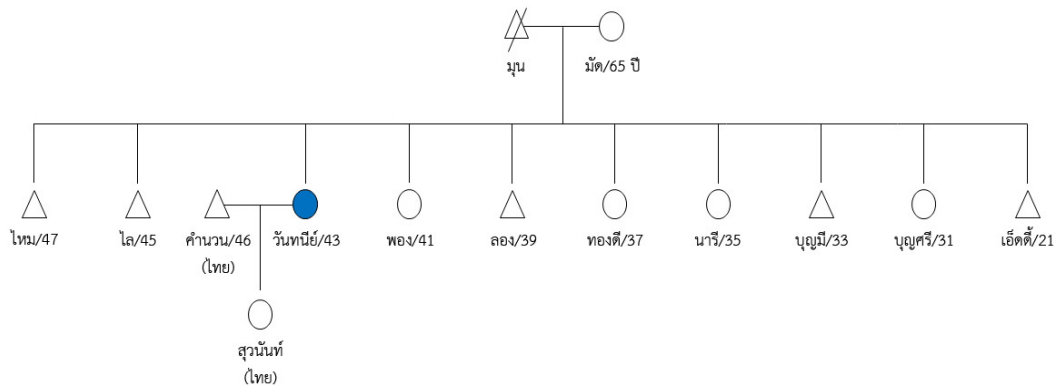 มุน
มัด/65 ปี
ไหม/47
ไล/45
คำนวน/46
(ไทย)
วันทนีย์/43
พอง/41
ลอง/39
ทองดี/37
นารี/35
บุญมี/33
บุญศรี/31
เอ็ดดี้/21
สุวนันท์
(ไทย)